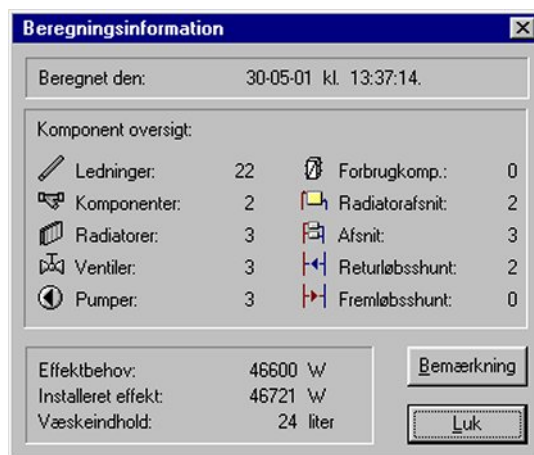 Beregningsinformation
Beregnet den: 30-05-01 kl. 13:37:14.
Komponent oversigt:
Ledninger: 22 Forbrugkomp.: 0
Komponenter: 2 Radiatorafsnit: 2
Radiatorer: 3 Afsnit: 3
Ventiler: 3 Returløbsshunt: 2
Pumper: 3 Fremløbsshunt: 0
Effektbehov: 46600 W
Installeret effekt: 46721 W
Væskeindhold: 24 liter
Bemærkning
Luk